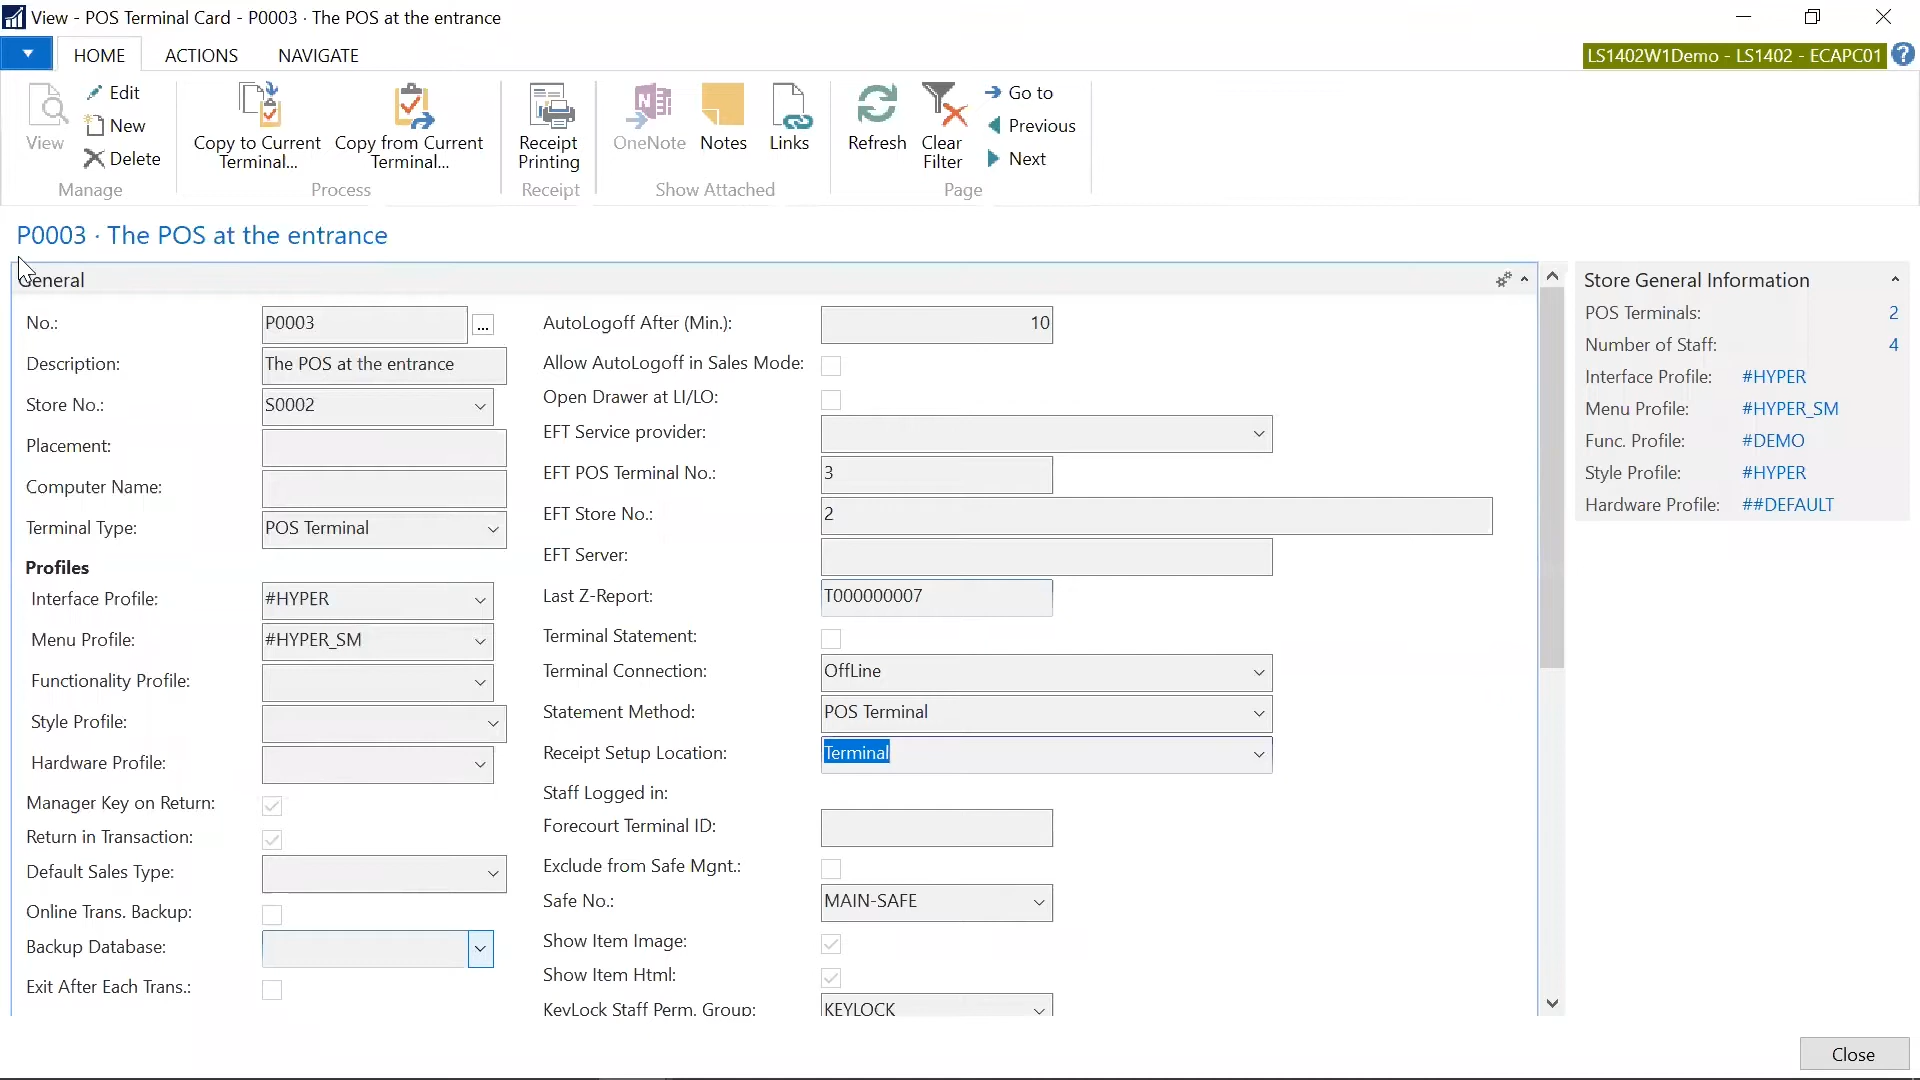 View - POS Terminal Card - P0003 · The POS at the entrance
HOME
ACTIONS
NAVIGATE
LS1402W1Demo - LS1402 - ECAPC01
?
View
Edit
New
Delete
Manage
Copy to Current
Terminal...
Copy from Current
Terminal...
Process
Receipt
Printing
Receipt
OneNote
Notes
Links
Show Attached
Refresh
Clear
Filter
Go to
Previous
Next
Page
P0003 · The POS at the entrance
General
No.: P0003 ...
Description: The POS at the entrance
Store No.: S0002
Placement:
Computer Name:
Terminal Type: POS Terminal
Profiles
Interface Profile: #HYPER
Menu Profile: #HYPER_SM
Functionality Profile:
Style Profile:
Hardware Profile:
Manager Key on Return:
Return in Transaction:
Default Sales Type:
Online Trans. Backup:
Backup Database:
Exit After Each Trans.:
AutoLogoff After (Min.): 10
Allow AutoLogoff in Sales Mode:
Open Drawer at LI/LO:
EFT Service provider:
EFT POS Terminal No.: 3
EFT Store No.: 2
EFT Server:
Last Z-Report: T000000007
Terminal Statement:
Terminal Connection: OffLine
Statement Method: POS Terminal
Receipt Setup Location: Terminal
Staff Logged in:
Forecourt Terminal ID:
Exclude from Safe Mgnt.:
Safe No.: MAIN-SAFE
Show Item Image:
Show Item Html:
KeyLock Staff Perm. Group: KEYLOCK
Store General Information
POS Terminals: 2
Number of Staff: 4
Interface Profile: #HYPER
Menu Profile: #HYPER_SM
Func. Profile: #DEMO
Style Profile: #HYPER
Hardware Profile: ##DEFAULT
Close